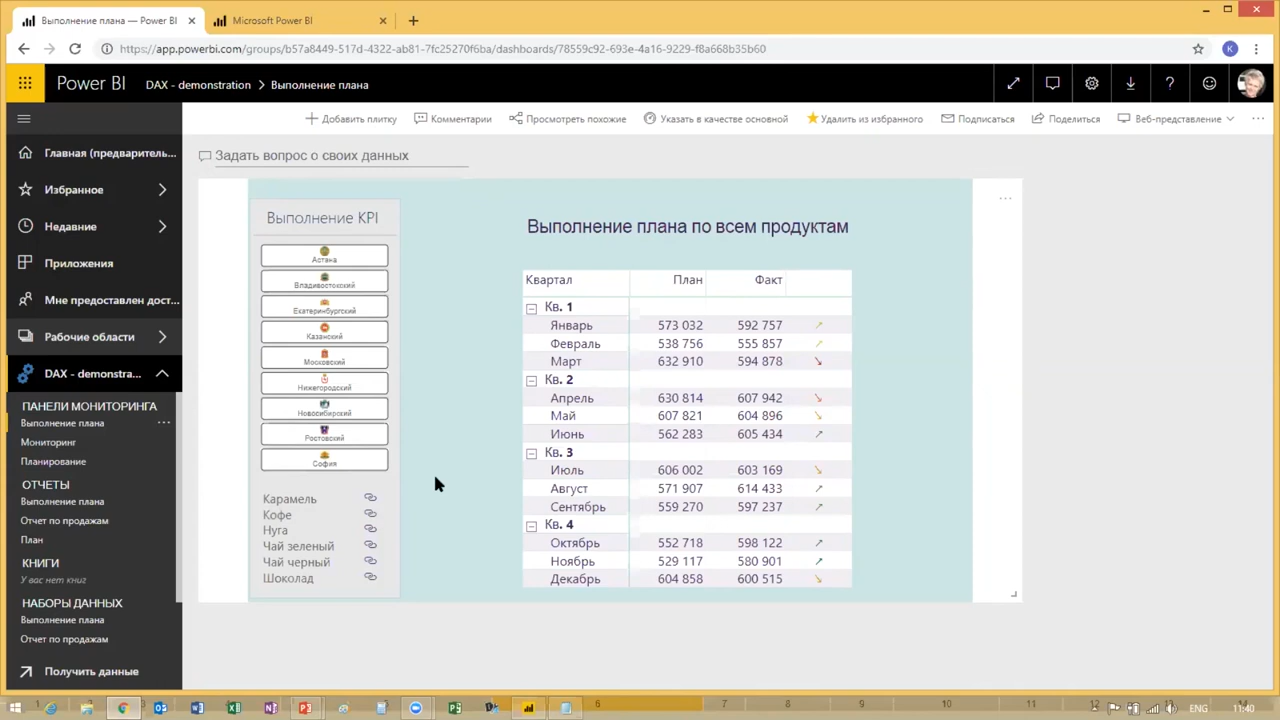 Выполнение плана — Power BI
Microsoft Power BI
https://app.powerbi.com/groups/b57a8449-517d-4322-ab81-7fc25270f6ba/dashboards/78559c92-693e-4a16-9229-f8a668b35b60
K
Power BI
DAX - demonstration > Выполнение плана
Добавить плитку
Комментарии
Просмотреть похожие
Указать в качестве основной
Удалить из избранного
Подписаться
Поделиться
Веб-представление
Главная (предваритель...
Избранное
Недавние
Приложения
Мне предоставлен дост...
Рабочие области
DAX - demonstra...
ПАНЕЛИ МОНИТОРИНГА
Выполнение плана
Мониторинг
Планирование
ОТЧЕТЫ
Выполнение плана
Отчет по продажам
План
КНИГИ
У вас нет книг
НАБОРЫ ДАННЫХ
Выполнение плана
Отчет по продажам
Получить данные
Задать вопрос о своих данных
Выполнение KPI
Астана
Владивостокский
Екатеринбургский
Казанский
Московский
Нижегородский
Новосибирский
Ростовский
София
Карамель
Кофе
Нуга
Чай зеленый
Чай черный
Шоколад
Выполнение плана по всем продуктам
Квартал План Факт
Кв. 1
Январь 573 032 592 757
Февраль 538 756 555 857
Март 632 910 594 878
Кв. 2
Апрель 630 814 607 942
Май 607 821 604 896
Июнь 562 283 605 434
Кв. 3
Июль 606 002 603 169
Август 571 907 614 433
Сентябрь 559 270 597 237
Кв. 4
Октябрь 552 718 598 122
Ноябрь 529 117 580 901
Декабрь 604 858 600 515
6 7 8 9 10 11
ENG
11:40